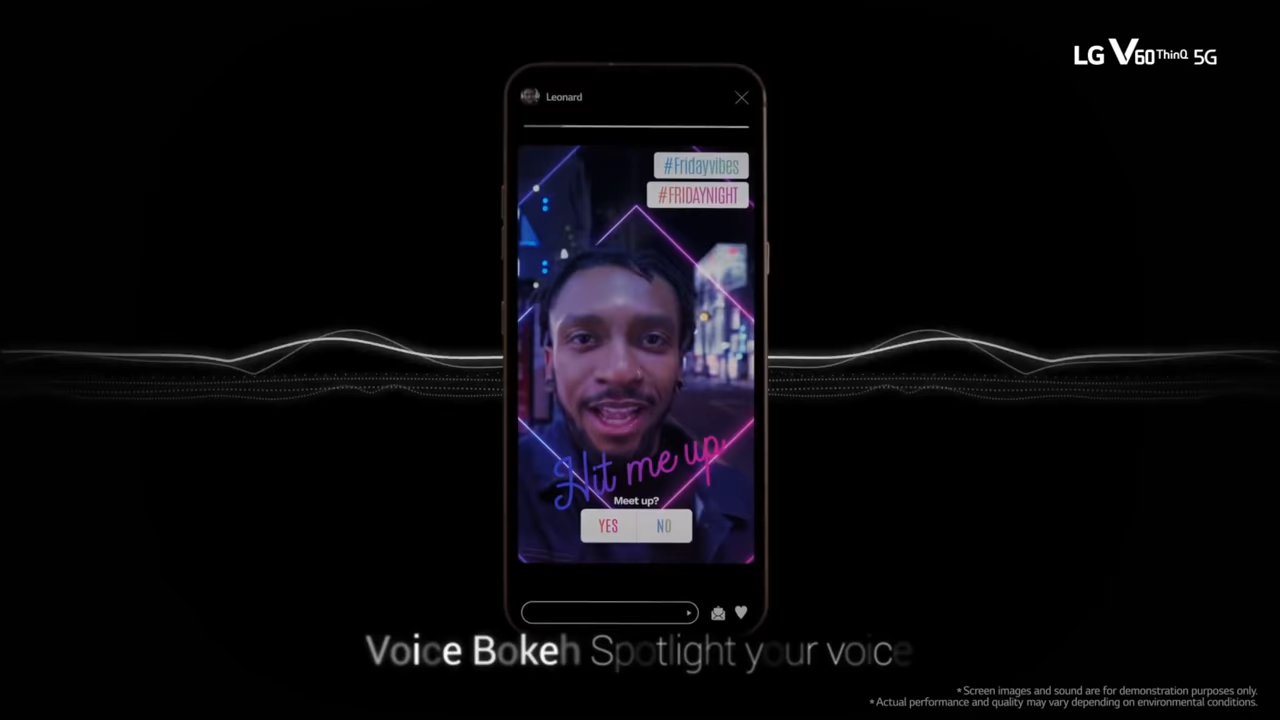 LG V60 ThinQ 5G
Leonard
#Fridayvibes
#FRIDAYNIGHT
Hit me up
Meet up?
YES NO
Voice Bokeh Spotlight your voice
*Screen images and sound are for demonstration purposes only.
*Actual performance and quality may vary depending on environmental conditions.